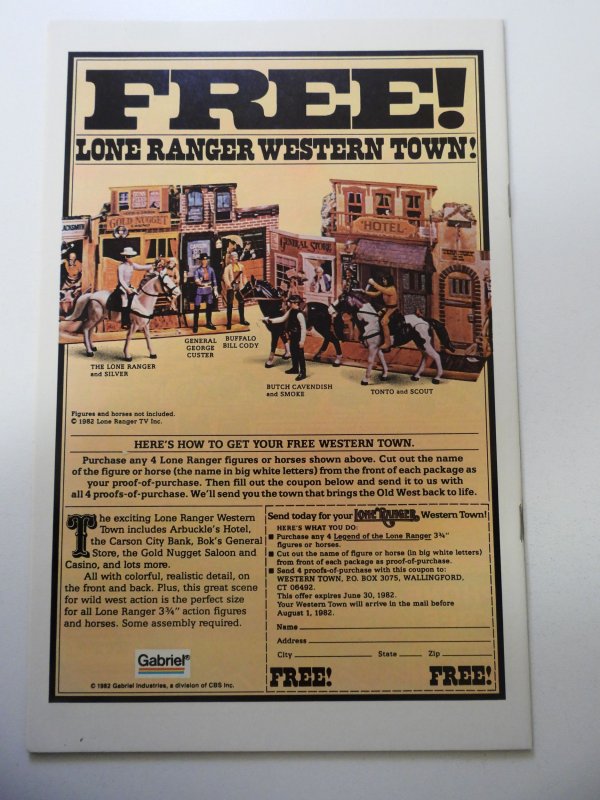 FREE!
LONE RANGER WESTERN TOWN!
GOLD NUGGET
GENERAL STORE
HOTEL
THE LONE RANGER
and SILVER
GENERAL
GEORGE
CUSTER
BUFFALO
BILL CODY
BUTCH CAVENDISH
and SMOKE
TONTO and SCOUT
Figures and horses not included.
© 1982 Lone Ranger TV Inc.
HERE'S HOW TO GET YOUR FREE WESTERN TOWN.
Purchase any 4 Lone Ranger figures or horses shown above. Cut out the name
of the figure or horse (the name in big white letters) from the front of each package as
your proof-of-purchase. Then fill out the coupon below and send it to us with
all 4 proofs-of-purchase. We'll send you the town that brings the Old West back to life.
The exciting Lone Ranger Western
Town includes Arbuckle's Hotel,
the Carson City Bank, Bok's General
Store, the Gold Nugget Saloon and
Casino, and lots more.
All with colorful, realistic detail, on
the front and back. Plus, this great scene
for wild west action is the perfect size
for all Lone Ranger 3¾" action figures
and horses. Some assembly required.
Gabriel®
© 1982 Gabriel Industries, a division of CBS Inc.
Send today for your LONE RANGER Western Town!
HERE'S WHAT YOU DO:
■ Purchase any 4 Legend of the Lone Ranger 3¾"
figures or horses.
■ Cut out the name of figure or horse (in big white letters)
from front of each package as proof-of-purchase.
■ Send 4 proofs-of-purchase with this coupon to:
WESTERN TOWN, P.O. BOX 3075, WALLINGFORD,
CT 06492.
This offer expires June 30, 1982.
Your Western Town will arrive in the mail before
August 1, 1982.
Name
Address
City State Zip
FREE! FREE!